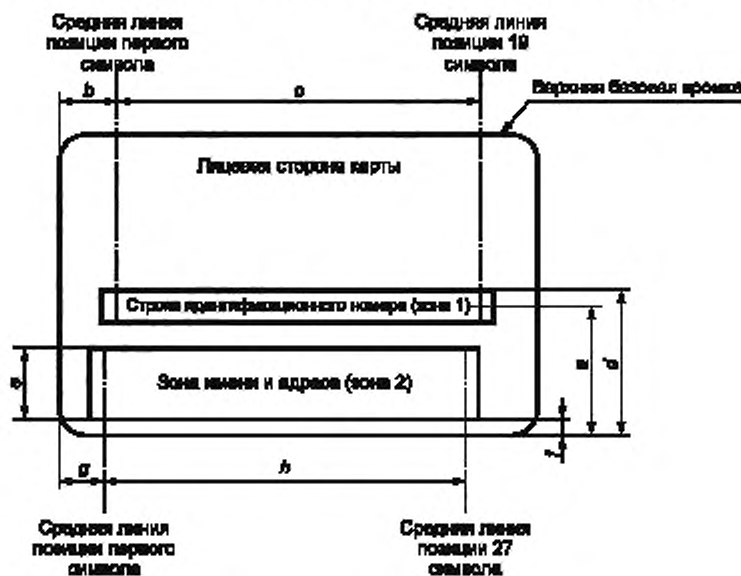 Средняя линия
позиции первого
символа
Средняя линия
позиции 19
символа
b
c
Верхняя базовая кромка
Лицевая сторона карты
Строка идентификационного номера (зона 1)
Зона имени и адреса (зона 2)
e
a
d
f
g
h
Средняя линия
позиции первого
символа
Средняя линия
позиции 27
символа